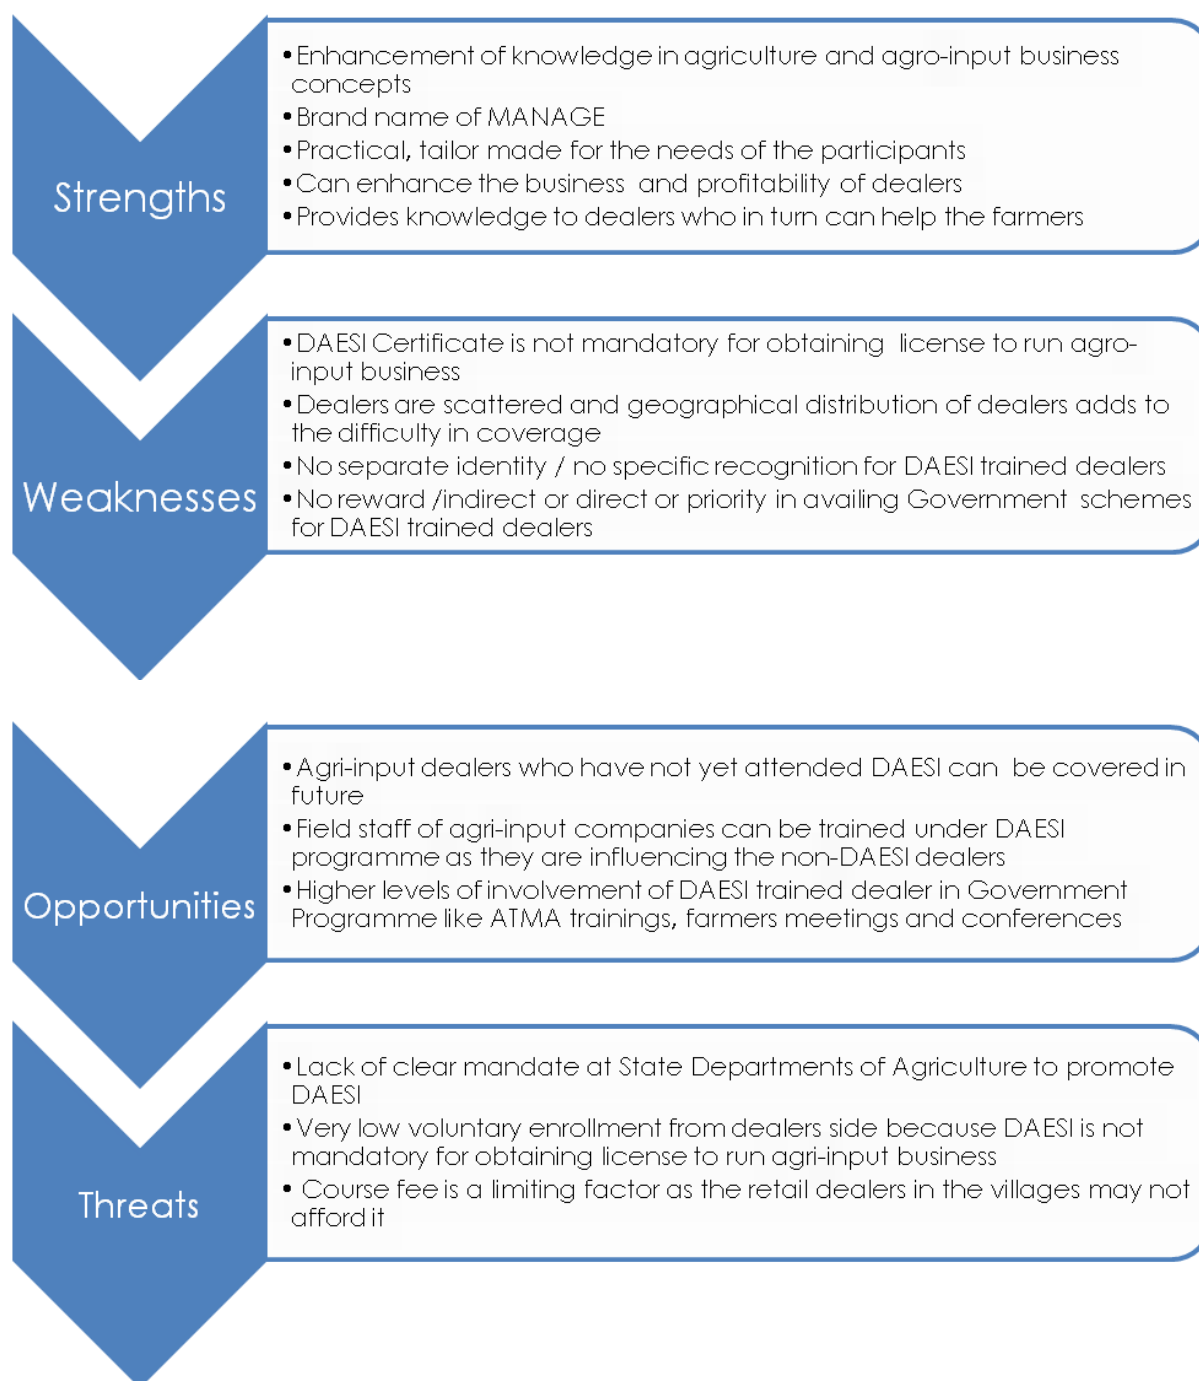 Strengths
• Enhancement of knowledge in agriculture and agro-input business
concepts
• Brand name of MANAGE
• Practical, tailor made for the needs of the participants
• Can enhance the business and profitability of dealers
• Provides knowledge to dealers who in turn can help the farmers
Weaknesses
• DAESI Certificate is not mandatory for obtaining license to run agro-
input business
• Dealers are scattered and geographical distribution of dealers adds to
the difficulty in coverage
• No separate identity / no specific recognition for DAESI trained dealers
• No reward /indirect or direct or priority in availing Government schemes
for DAESI trained dealers
Opportunities
• Agri-input dealers who have not yet attended DAESI can be covered in
future
• Field staff of agri-input companies can be trained under DAESI
programme as they are influencing the non-DAESI dealers
• Higher levels of involvement of DAESI trained dealer in Government
Programme like ATMA trainings, farmers meetings and conferences
Threats
• Lack of clear mandate at State Departments of Agriculture to promote
DAESI
• Very low voluntary enrollment from dealers side because DAESI is not
mandatory for obtaining license to run agri-input business
• Course fee is a limiting factor as the retail dealers in the villages may not
afford it